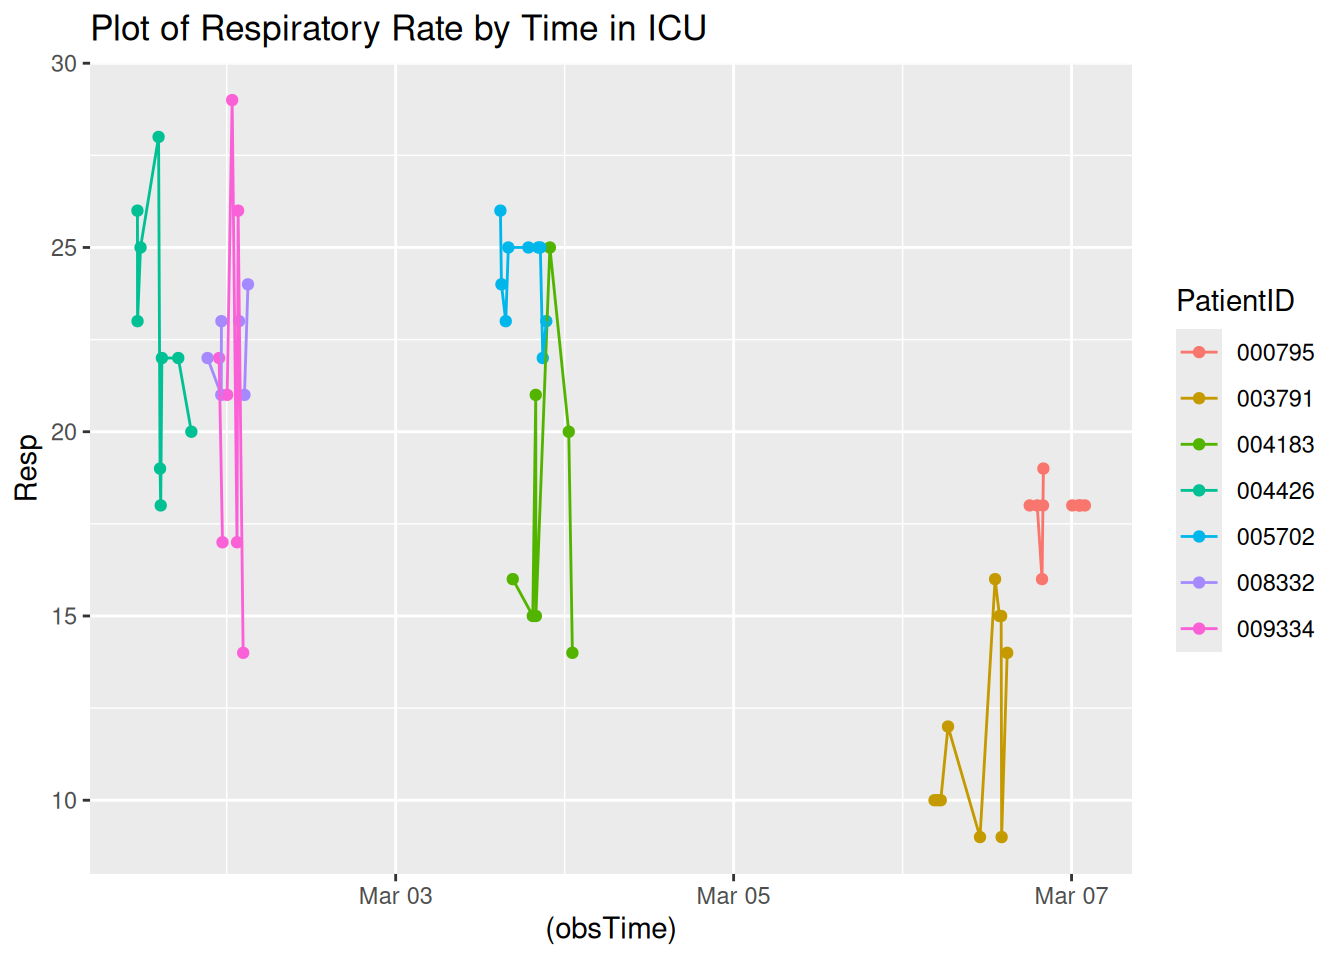 Plot of Respiratory Rate by Time in ICU
30
25
20
15
10
Resp
Mar 03
Mar 05
Mar 07
(obsTime)
PatientID
000795
003791
004183
004426
005702
008332
009334